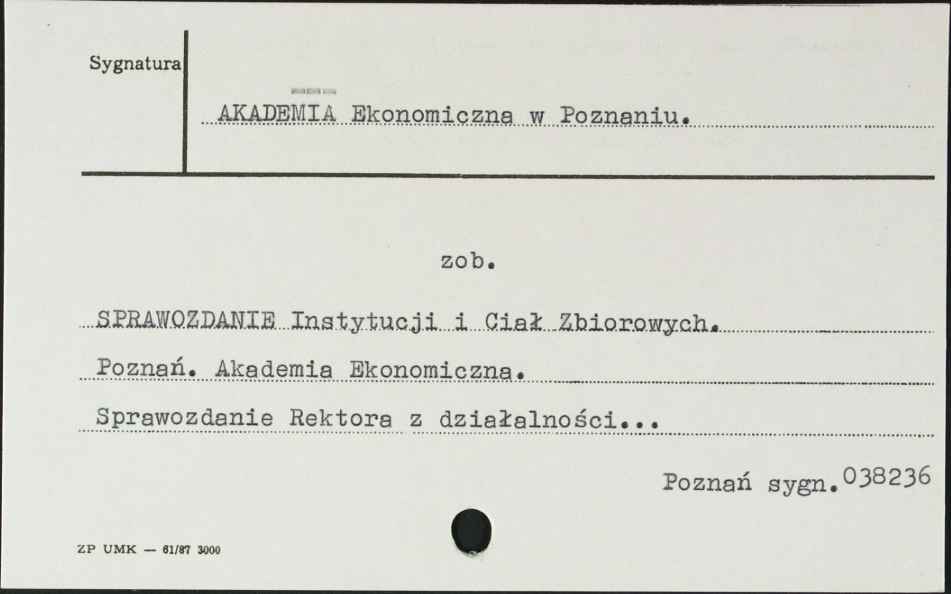 Sygnatura
AKADEMIA Ekonomiczna w Poznaniu.
zob.
SPRAWOZDANIE Instytucji i Ciał Zbiorowych.
Poznań. Akademia Ekonomiczna.
Sprawozdanie Rektora z działalności...
Poznań sygn.038236
ZP UMK — 61/87 3000